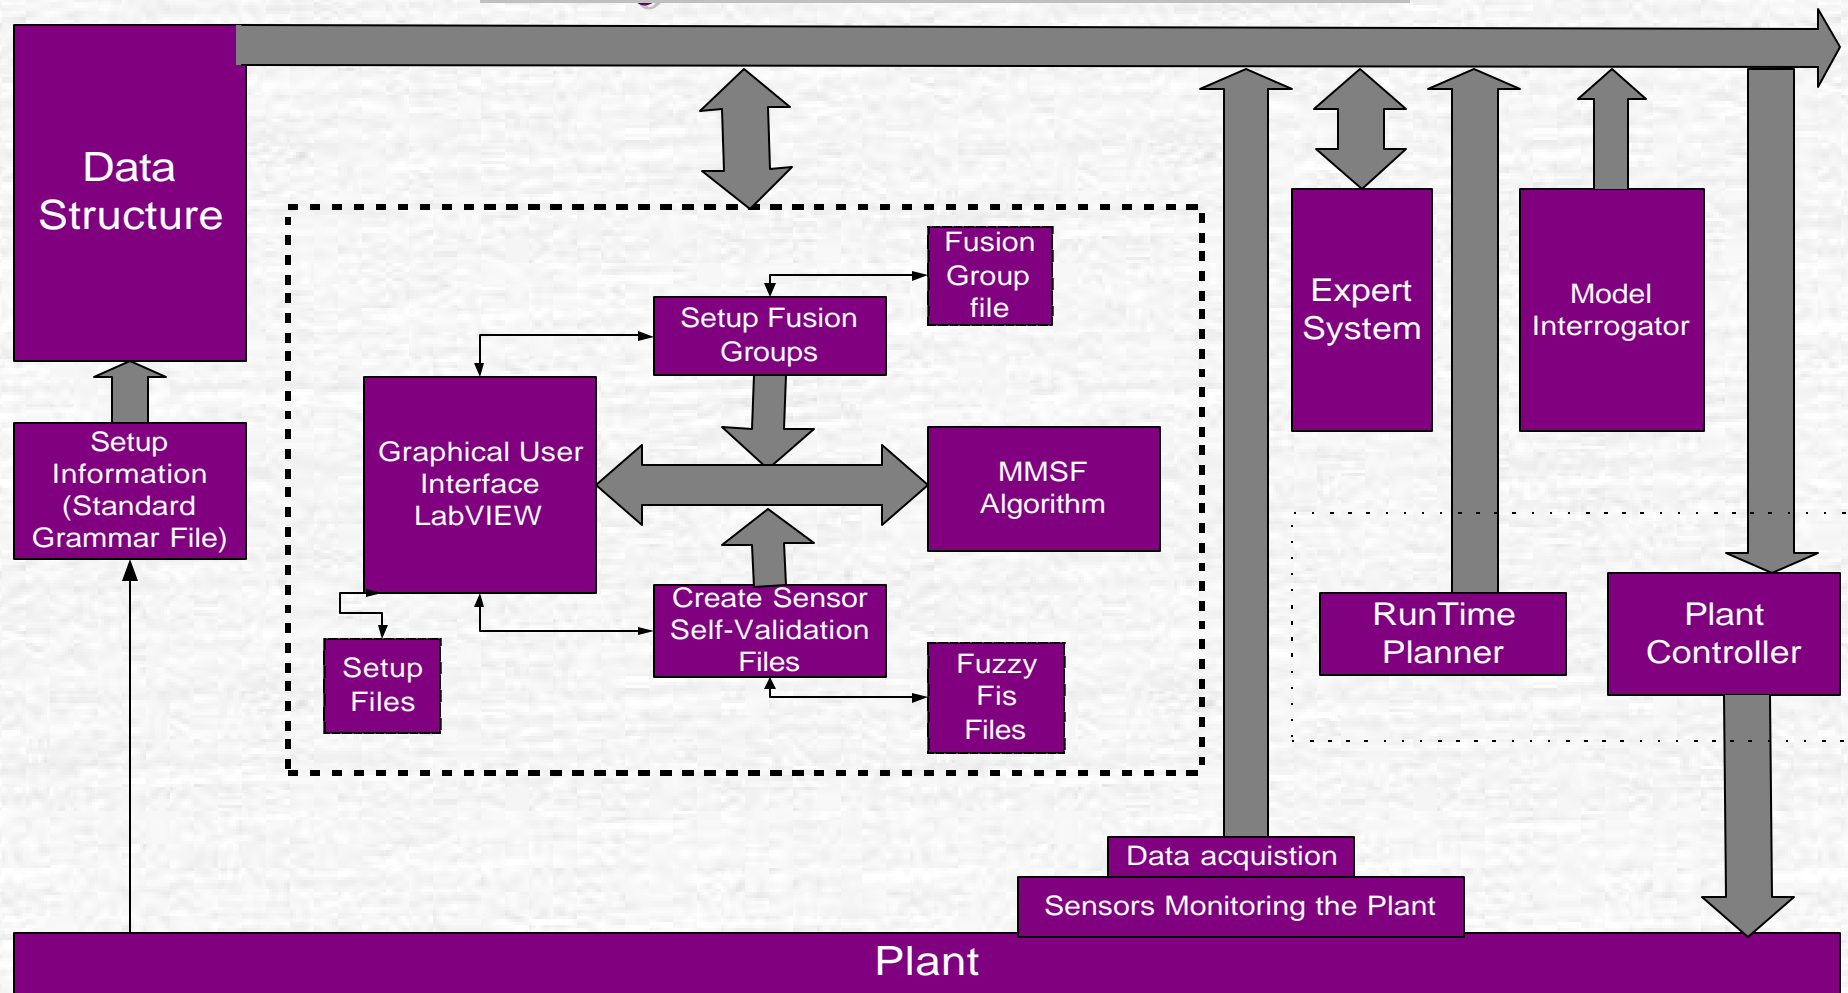 Data
Structure
Fusion
Group
file
Setup Fusion
Groups
Expert
System
Model
Interrogator
Setup
Information
(Standard
Grammar File)
Graphical User
Interface
LabVIEW
MMSF
Algorithm
Create Sensor
Self-Validation
Files
Setup
Files
Fuzzy
Fis
Files
RunTime
Planner
Plant
Controller
Data acquistion
Sensors Monitoring the Plant
Plant